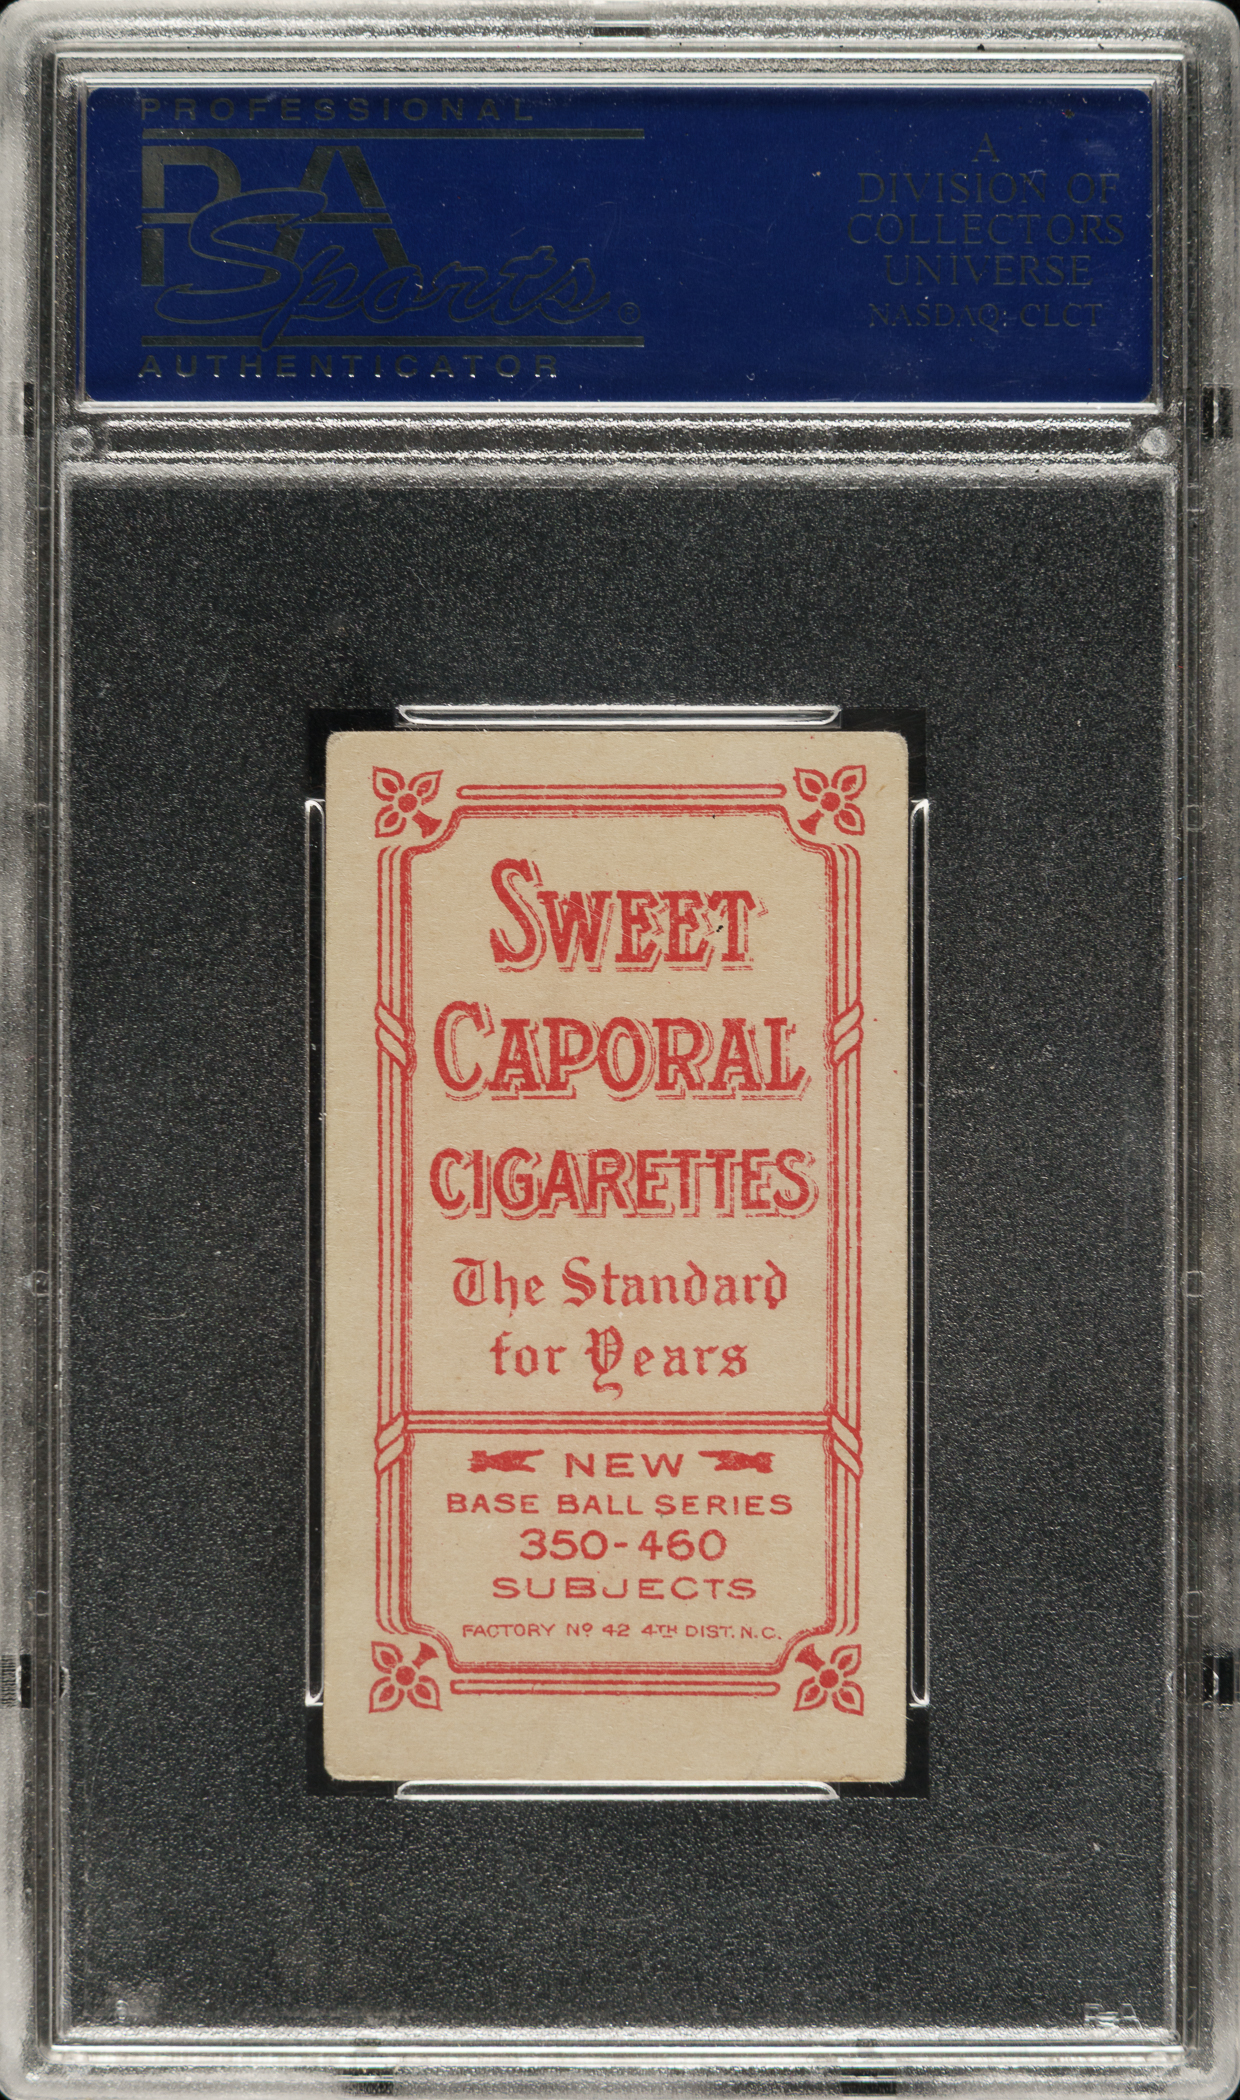 PROFESSIONAL
PSA
Sports®
AUTHENTICATOR
A
DIVISION OF
COLLECTORS
UNIVERSE
NASDAQ: CLCT
SWEET
CAPORAL
CIGARETTES
The Standard
for Years
NEW
BASE BALL SERIES
350-460
SUBJECTS
FACTORY Nº 42 4TH DIST. N.C.
PSA